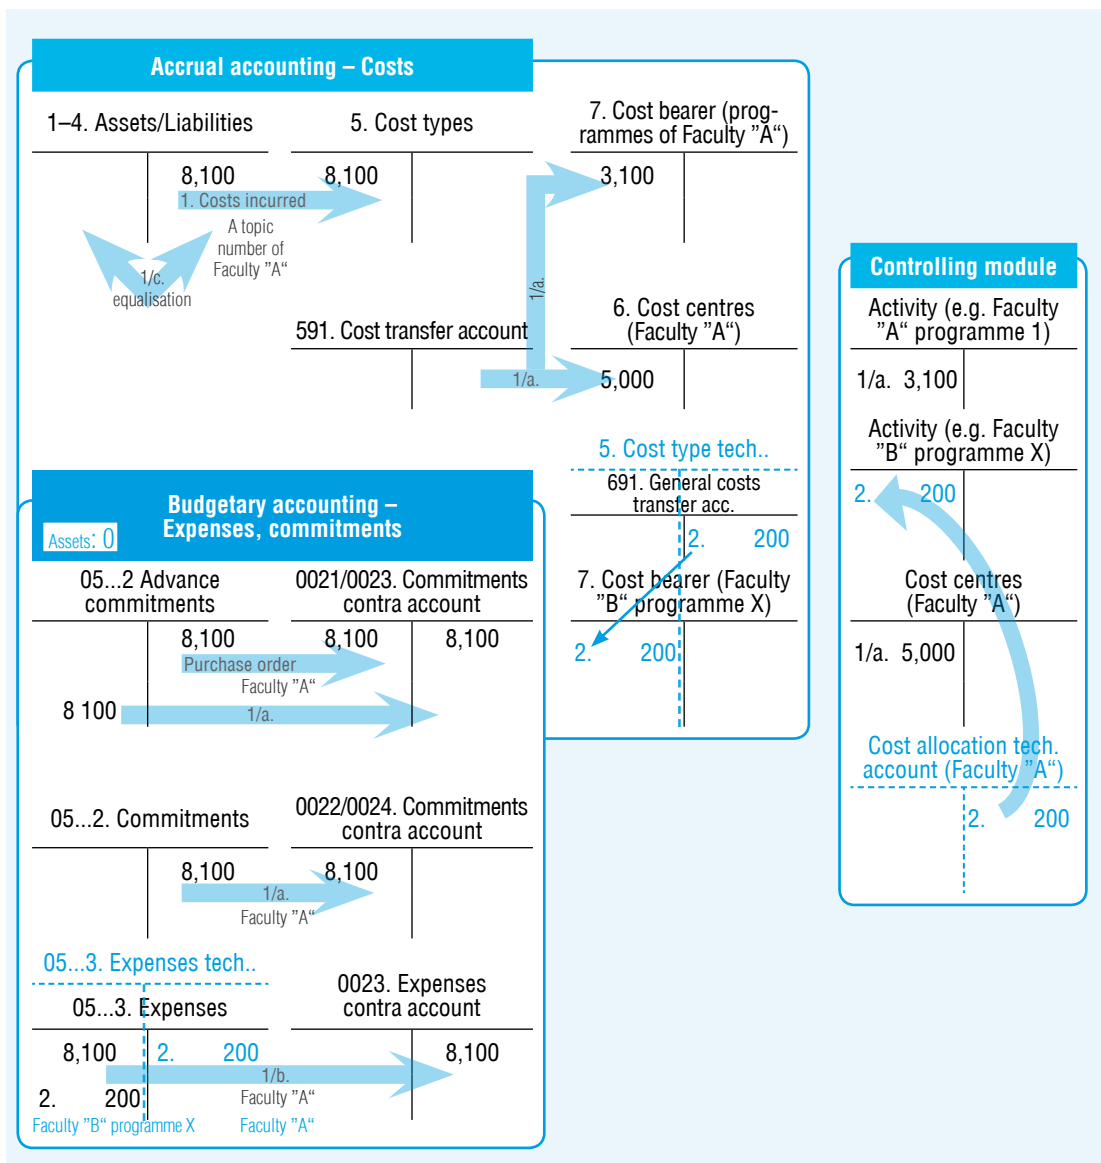 Accrual accounting – Costs
1–4. Assets/Liabilities
5. Cost types
7. Cost bearer (prog-
rammes of Faculty ”A“)
8,100
8,100
3,100
1. Costs incurred
A topic
number of
Faculty ”A“
1/c.
equalisation
1/a.
591. Cost transfer account
6. Cost centres
(Faculty ”A“)
1/a.
5,000
5. Cost type tech..
691. General costs
transfer acc.
2. 200
7. Cost bearer (Faculty
”B“ programme X)
2. 200
Budgetary accounting –
Expenses, commitments
Assets: 0
05...2 Advance
commitments
0021/0023. Commitments
contra account
8,100
8,100
8,100
Purchase order
Faculty ”A“
8 100
1/a.
05...2. Commitments
0022/0024. Commitments
contra account
8,100
8,100
1/a.
Faculty ”A“
05...3. Expenses tech..
05...3. Expenses
0023. Expenses
contra account
8,100
2. 200
8,100
1/b.
2. 200
Faculty ”A“
Faculty ”B“ programme X
Faculty ”A“
Controlling module
Activity (e.g. Faculty
”A“ programme 1)
1/a. 3,100
Activity (e.g. Faculty
”B“ programme X)
2. 200
Cost centres
(Faculty ”A“)
1/a. 5,000
Cost allocation tech.
account (Faculty ”A“)
2. 200